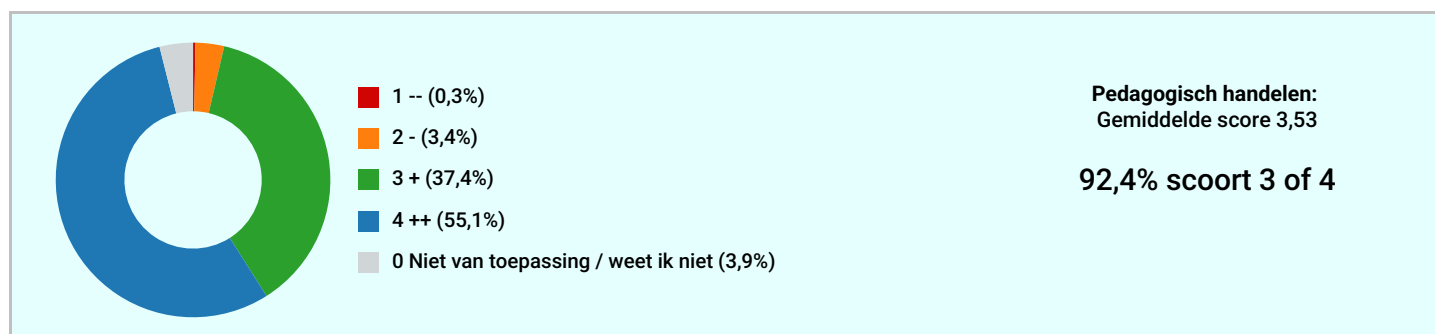 1 -- (0,3%)
2 - (3,4%)
3 + (37,4%)
4 ++ (55,1%)
0 Niet van toepassing / weet ik niet (3,9%)
Pedagogisch handelen:
Gemiddelde score 3,53
92,4% scoort 3 of 4